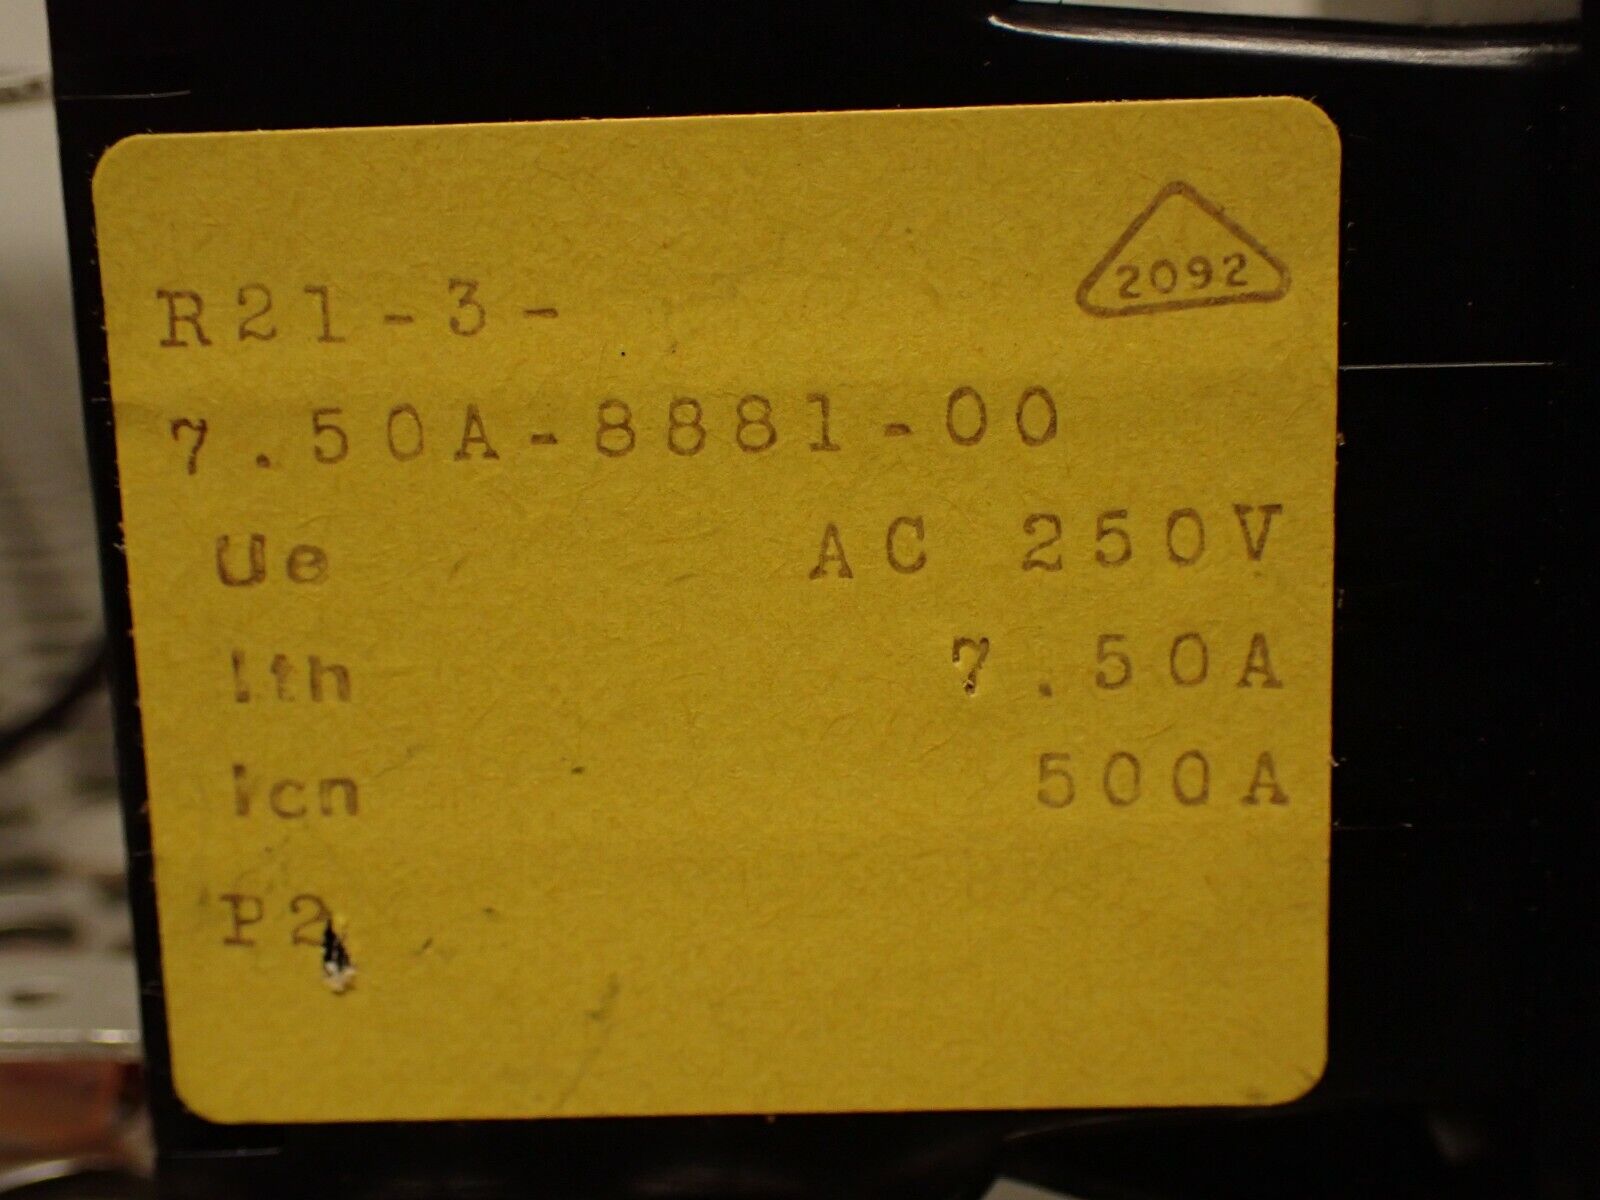 2092
R21-3-
7.50A-8881-00
Ue AC 250V
Ith 7.50A
Icn 500A
P2